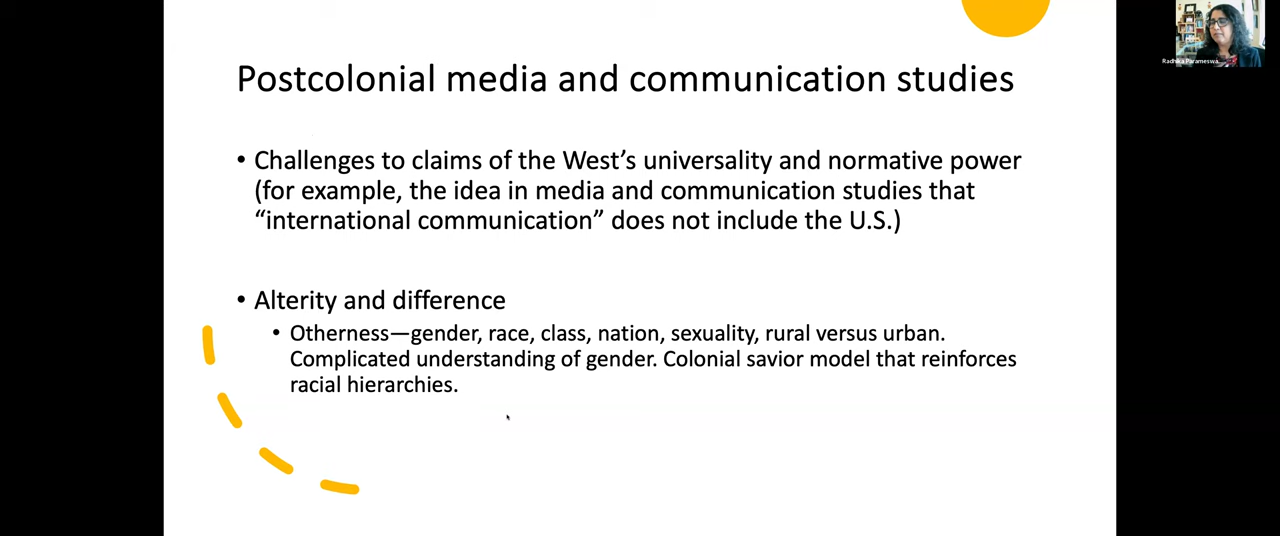 Postcolonial media and communication studies
• Challenges to claims of the West’s universality and normative power
(for example, the idea in media and communication studies that
“international communication” does not include the U.S.)
• Alterity and difference
• Otherness—gender, race, class, nation, sexuality, rural versus urban.
Complicated understanding of gender. Colonial savior model that reinforces
racial hierarchies.
Radhika Parameswa...